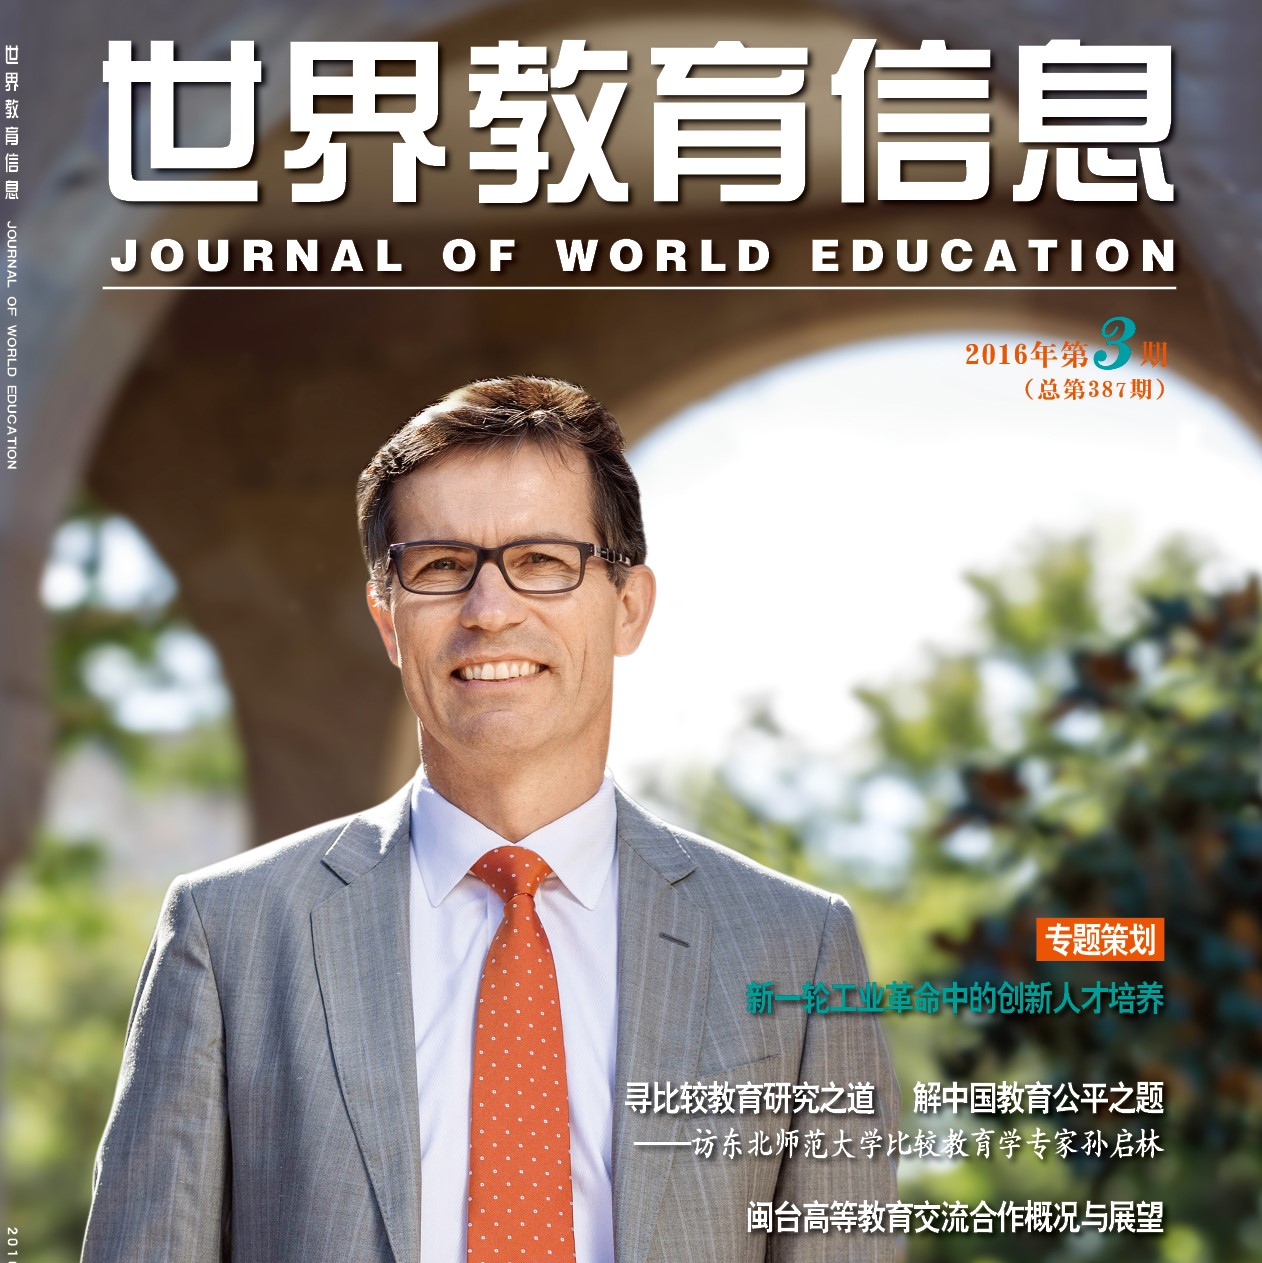 世界教育信息
JOURNAL OF WORLD EDUCATION
世界教育信息 JOURNAL OF WORLD EDUCATION
2016年第3期
（总第387期）
专题策划
新一轮工业革命中的创新人才培养
寻比较教育研究之道 解中国教育公平之题
——访东北师范大学比较教育学专家孙启林
闽台高等教育交流合作概况与展望
201